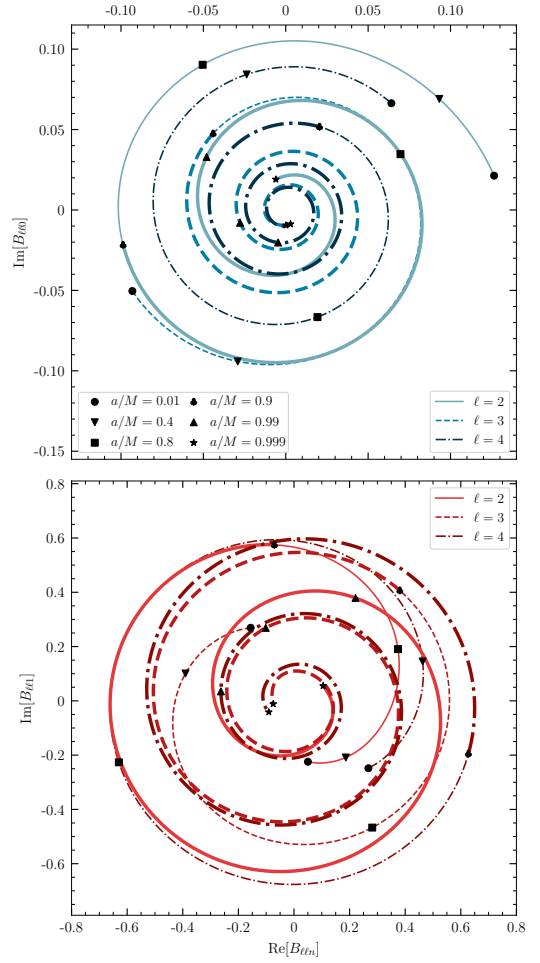 -0.10 -0.05 0 0.05 0.10
0.10
0.05
0
-0.05
-0.10
-0.15
Im[B_{ℓℓ0}]
a/M = 0.01
a/M = 0.4
a/M = 0.8
a/M = 0.9
a/M = 0.99
a/M = 0.999
ℓ = 2
ℓ = 3
ℓ = 4
0.8
0.6
0.4
0.2
0
-0.2
-0.4
-0.6
Im[B_{ℓℓ1}]
ℓ = 2
ℓ = 3
ℓ = 4
-0.8 -0.6 -0.4 -0.2 0 0.2 0.4 0.6 0.8
Re[B_{ℓℓn}]